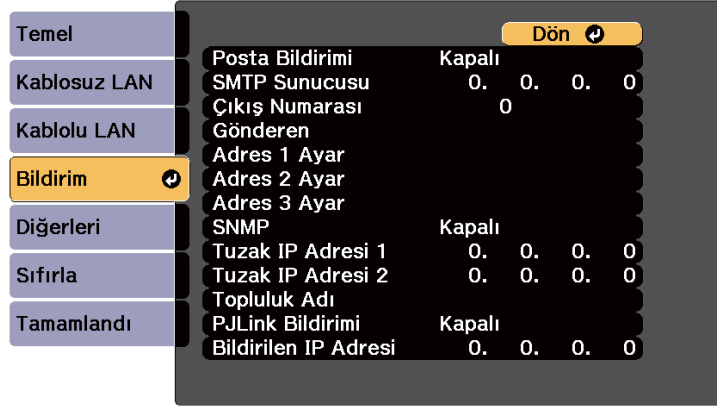 Temel
Kablosuz LAN
Kablolu LAN
Bildirim
Diğerleri
Sıfırla
Tamamlandı
Dön
Posta Bildirimi Kapalı
SMTP Sunucusu 0. 0. 0. 0
Çıkış Numarası 0
Gönderen
Adres 1 Ayar
Adres 2 Ayar
Adres 3 Ayar
SNMP Kapalı
Tuzak IP Adresi 1 0. 0. 0. 0
Tuzak IP Adresi 2 0. 0. 0. 0
Topluluk Adı
PJLink Bildirimi Kapalı
Bildirilen IP Adresi 0. 0. 0. 0